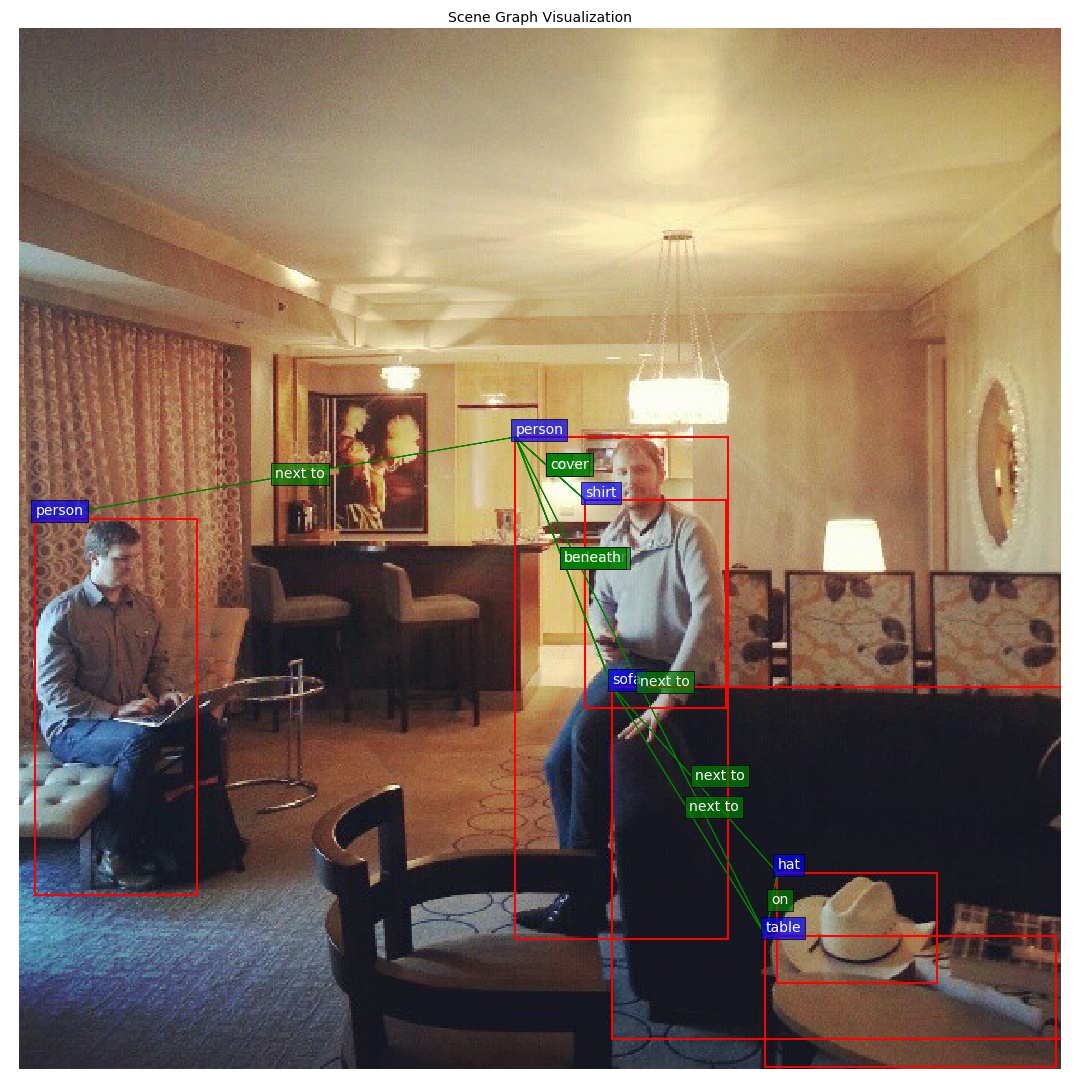 Scene Graph Visualization
person
cover
next to
shirt
person
beneath
sofa
next to
next to
next to
hat
on
table